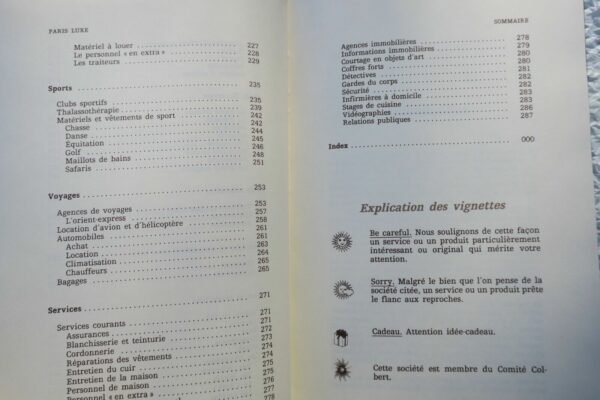 PARIS LUXE
Matériel à louer 227
Le personnel « en extra » 228
Les traiteurs 229
Sports 235
Clubs sportifs 235
Thalassothérapie 239
Matériels et vêtements de sport 242
Chasse 242
Danse 244
Équitation 245
Golf 246
Maillots de bains 248
Safaris 251
Voyages 253
Agences de voyages 253
L'orient-express 257
Location d'avion et d'hélicoptère 258
Automobiles 261
Achat 261
Location 263
Climatisation 264
Chauffeurs 265
Bagages 265
Services 271
Services courants 271
Assurances 271
Blanchisserie et teinturie 272
Cordonnerie 273
Réparations des vêtements 274
Entretien du cuir 274
Entretien de la maison 274
Personnel de maison 275
Personnel « en extra » 276
278
SOMMAIRE
Agences immobilières 278
Informations immobilières 279
Courtage en objets d'art 280
Coffres forts 280
Détectives 281
Gardes du corps 282
Sécurité 282
Infirmières à domicile 283
Stages de cuisine 283
Vidéographies 286
Relations publiques 287
Index 000
Explication des vignettes
Be careful. Nous soulignons de cette façon
un service ou un produit particulièrement
intéressant ou original qui mérite votre
attention.
Sorry. Malgré le bien que l'on pense de la
société citée, un service ou un produit prête
le flanc aux reproches.
Cadeau. Attention idée-cadeau.
Cette société est membre du Comité Col-
bert.